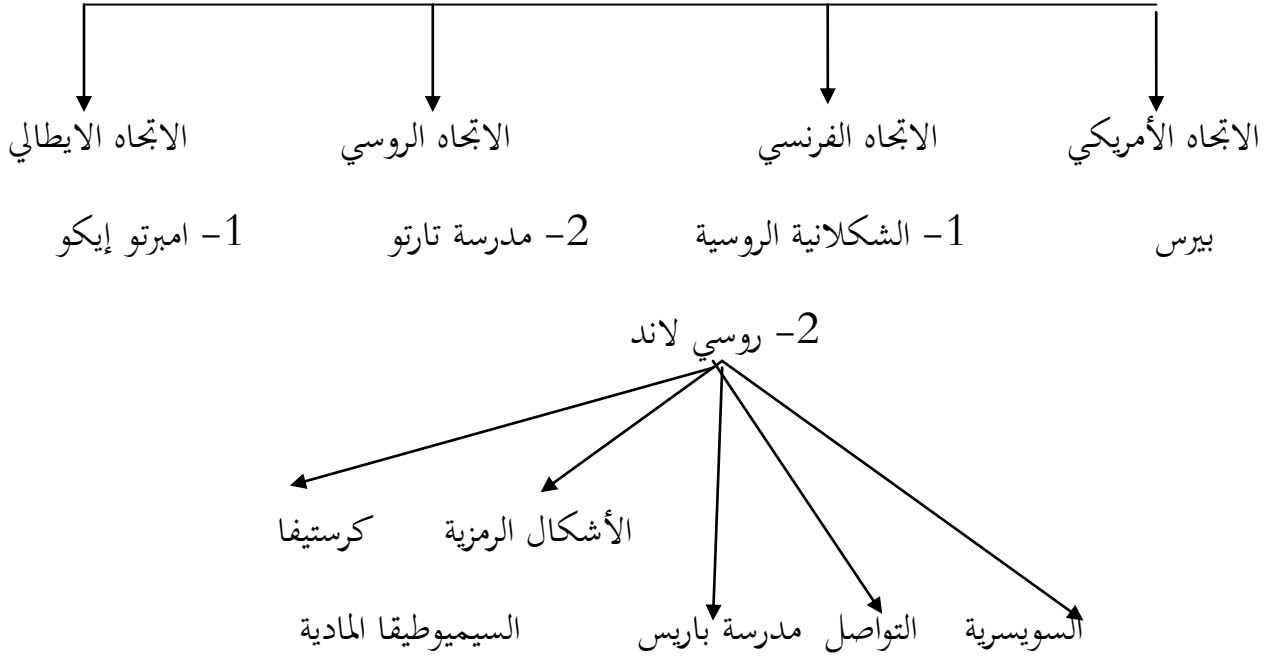 الاتجاه الأمريكي الاتجاه الفرنسي الاتجاه الروسي الاتجاه الايطالي
بيرس 1- الشكلانية الروسية 2- مدرسة تارتو 1- امبرتو إيكو
2- روسي لاند
الأشكال الرمزية كرستيفا
السويسرية التواصل مدرسة باريس السيميوطيقا المادية